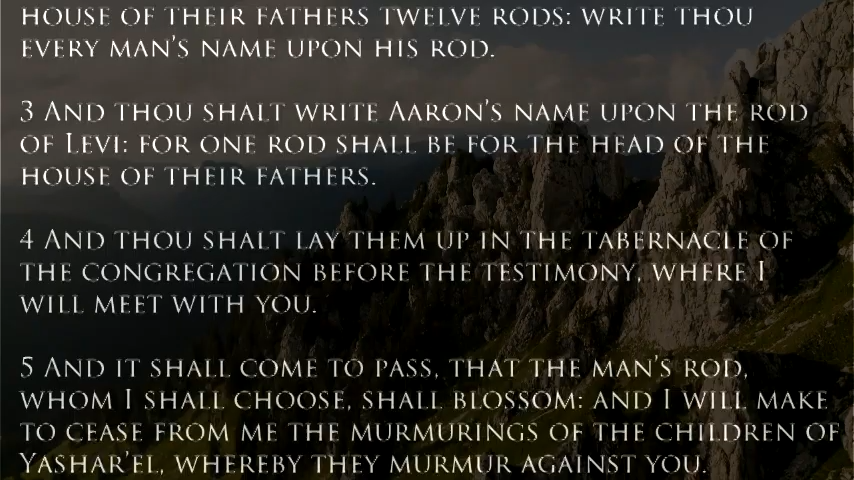 HOUSE OF THEIR FATHERS TWELVE RODS: WRITE THOU
EVERY MAN'S NAME UPON HIS ROD.
3 AND THOU SHALT WRITE AARON'S NAME UPON THE ROD
OF LEVI: FOR ONE ROD SHALL BE FOR THE HEAD OF THE
HOUSE OF THEIR FATHERS.
4 AND THOU SHALT LAY THEM UP IN THE TABERNACLE OF
THE CONGREGATION BEFORE THE TESTIMONY, WHERE I
WILL MEET WITH YOU.
5 AND IT SHALL COME TO PASS, THAT THE MAN'S ROD,
WHOM I SHALL CHOOSE, SHALL BLOSSOM: AND I WILL MAKE
TO CEASE FROM ME THE MURMURINGS OF THE CHILDREN OF
YASHAR'EL, WHEREBY THEY MURMUR AGAINST YOU.